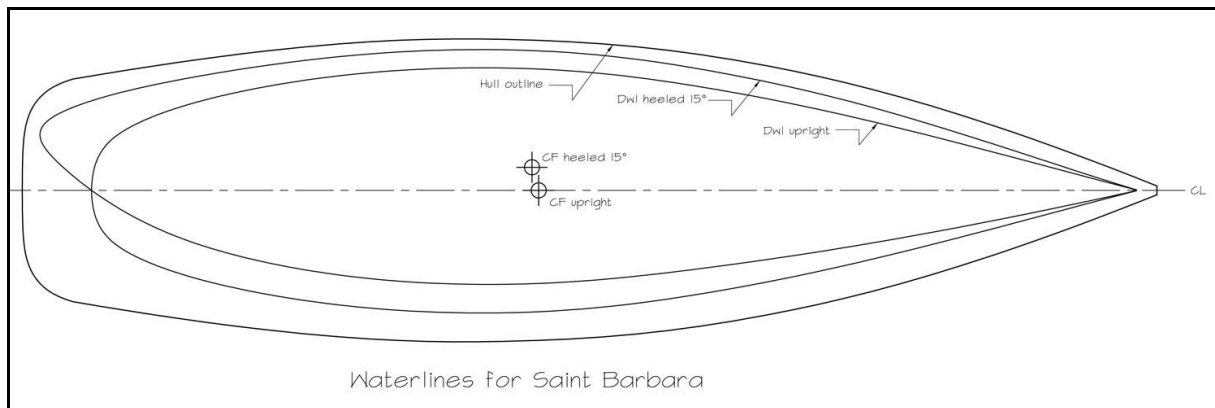 Hull outline
Dwl heeled 15°
Dwl upright
CF heeled 15°
CL
CF upright
Waterlines for Saint Barbara